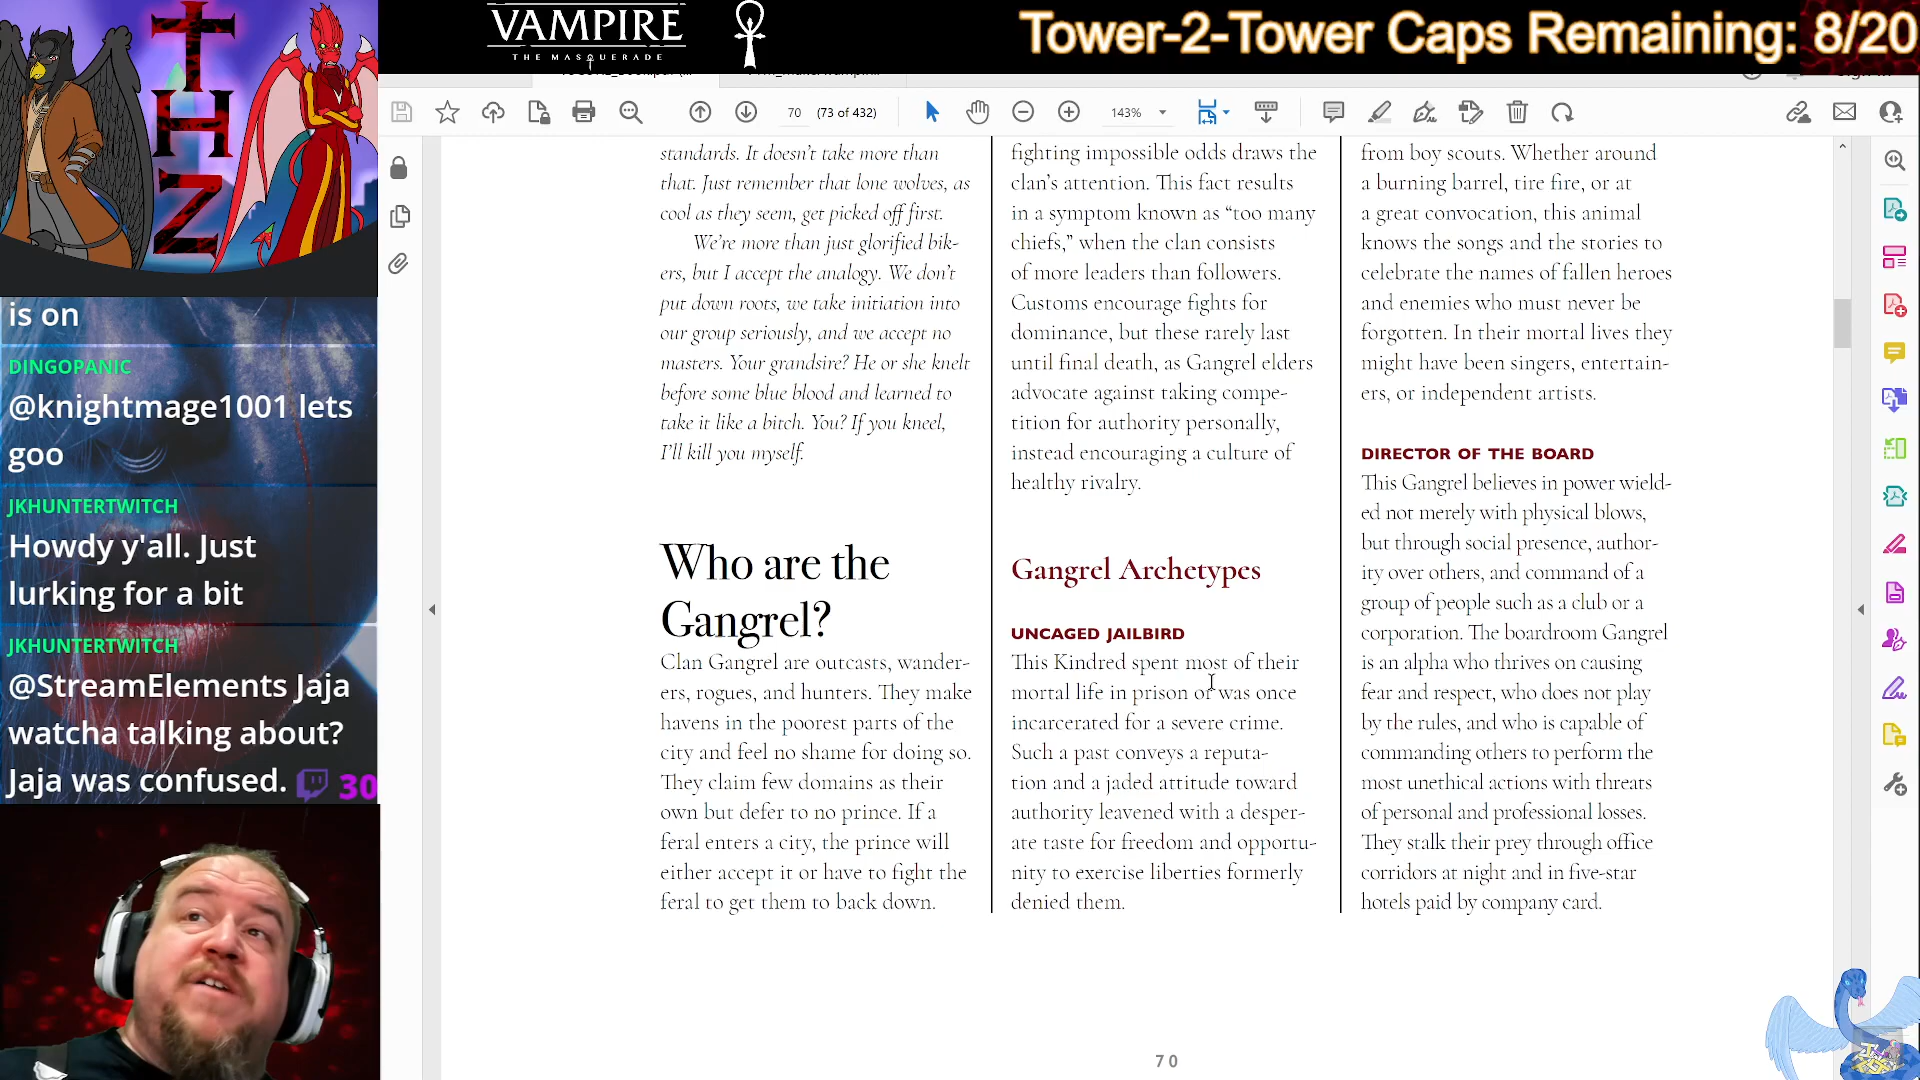 VAMPIRE
THE MASQUERADE
Tower-2-Tower Caps Remaining: 8/20
T
H
Z
70 (73 of 432)
143%
is on
DINGOPANIC
@knightmage1001 lets
goo
JKHUNTERTWITCH
Howdy y'all. Just
lurking for a bit
JKHUNTERTWITCH
@StreamElements Jaja
watcha talking about?
Jaja was confused.
30
standards. It doesn't take more than
that. Just remember that lone wolves, as
cool as they seem, get picked off first.
We're more than just glorified bik-
ers, but I accept the analogy. We don't
put down roots, we take initiation into
our group seriously, and we accept no
masters. Your grandsire? He or she knelt
before some blue blood and learned to
take it like a bitch. You? If you kneel,
I'll kill you myself.
Who are the
Gangrel?
Clan Gangrel are outcasts, wander-
ers, rogues, and hunters. They make
havens in the poorest parts of the
city and feel no shame for doing so.
They claim few domains as their
own but defer to no prince. If a
feral enters a city, the prince will
either accept it or have to fight the
feral to get them to back down.
fighting impossible odds draws the
clan's attention. This fact results
in a symptom known as “too many
chiefs,” when the clan consists
of more leaders than followers.
Customs encourage fights for
dominance, but these rarely last
until final death, as Gangrel elders
advocate against taking compe-
tition for authority personally,
instead encouraging a culture of
healthy rivalry.
Gangrel Archetypes
UNCAGED JAILBIRD
This Kindred spent most of their
mortal life in prison or was once
incarcerated for a severe crime.
Such a past conveys a reputa-
tion and a jaded attitude toward
authority leavened with a desper-
ate taste for freedom and opportu-
nity to exercise liberties formerly
denied them.
from boy scouts. Whether around
a burning barrel, tire fire, or at
a great convocation, this animal
knows the songs and the stories to
celebrate the names of fallen heroes
and enemies who must never be
forgotten. In their mortal lives they
might have been singers, entertain-
ers, or independent artists.
DIRECTOR OF THE BOARD
This Gangrel believes in power wield-
ed not merely with physical blows,
but through social presence, author-
ity over others, and command of a
group of people such as a club or a
corporation. The boardroom Gangrel
is an alpha who thrives on causing
fear and respect, who does not play
by the rules, and who is capable of
commanding others to perform the
most unethical actions with threats
of personal and professional losses.
They stalk their prey through office
corridors at night and in five-star
hotels paid by company card.
70